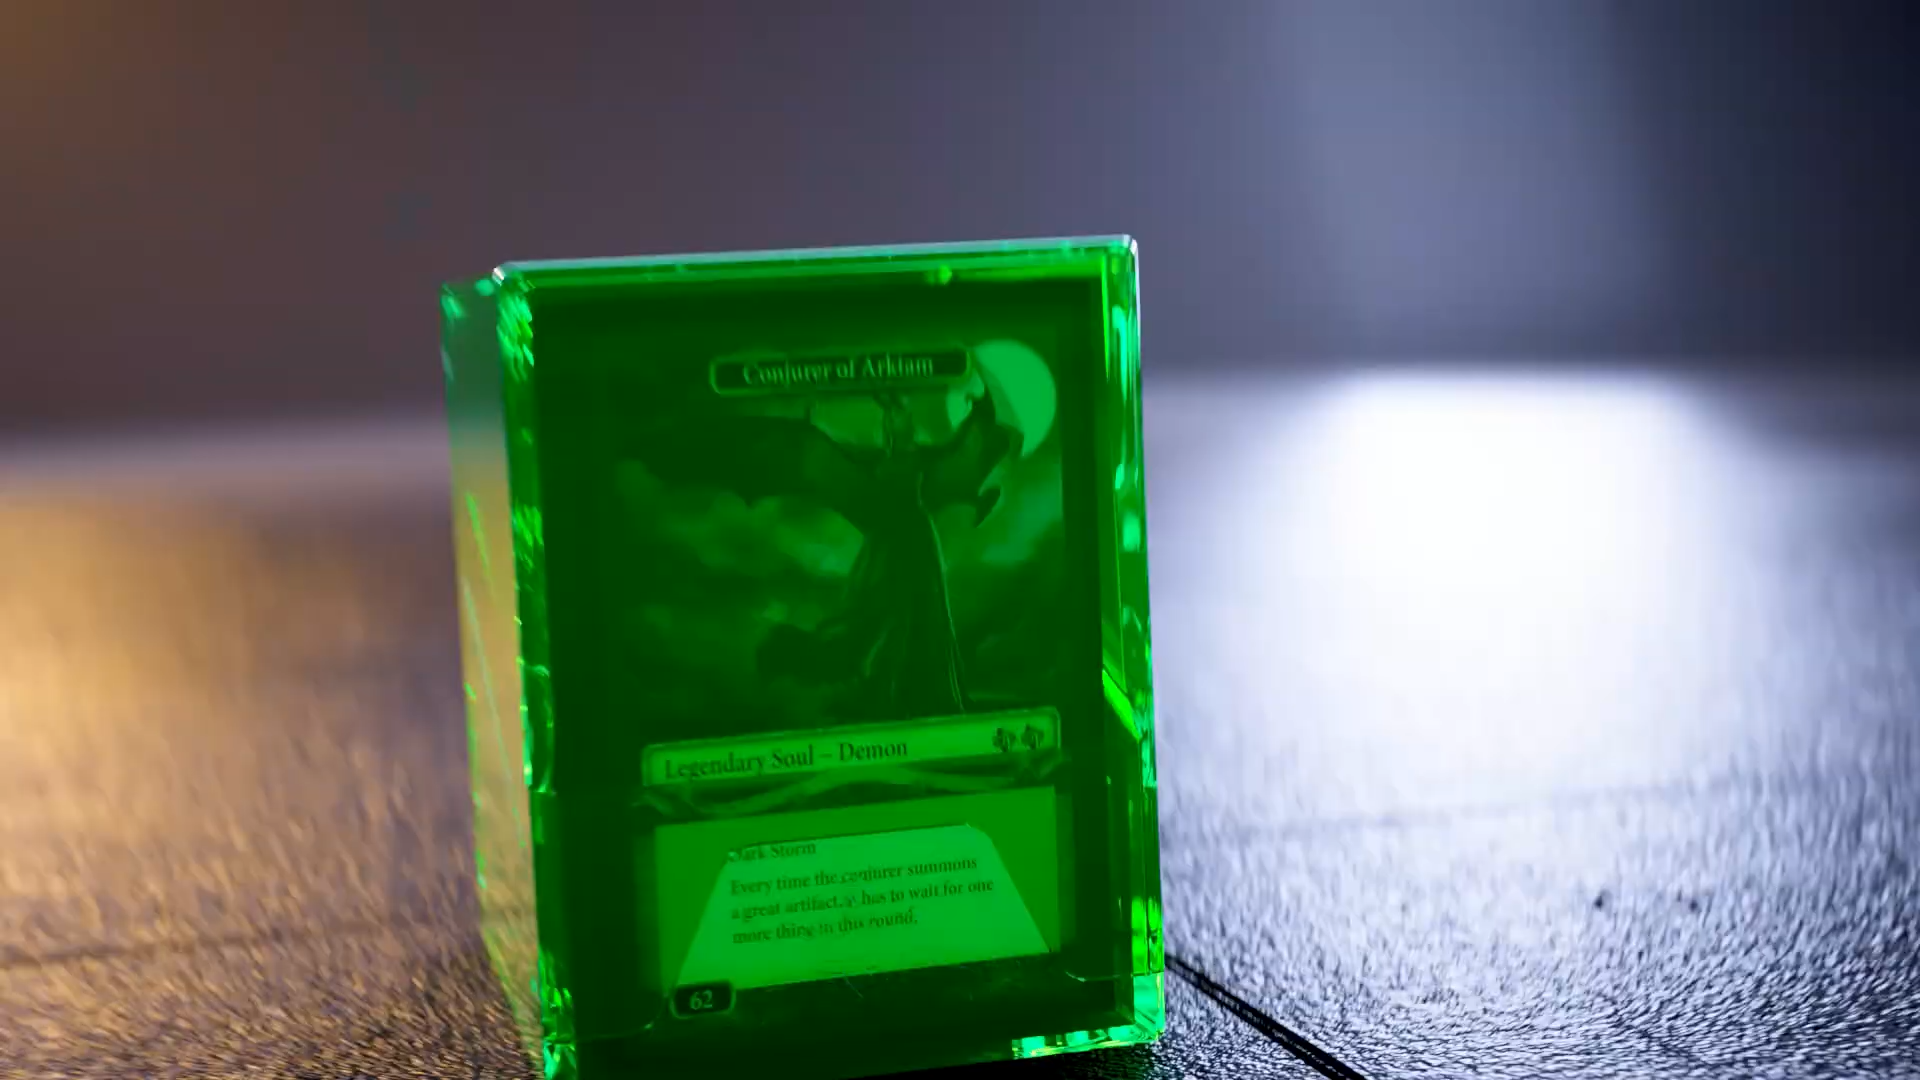 Conjurer of Arkham
Legendary Soul – Demon
Dark Storm
Every time the conjurer summons
a great artifact, he has to wait for one
more thing in this round.
62